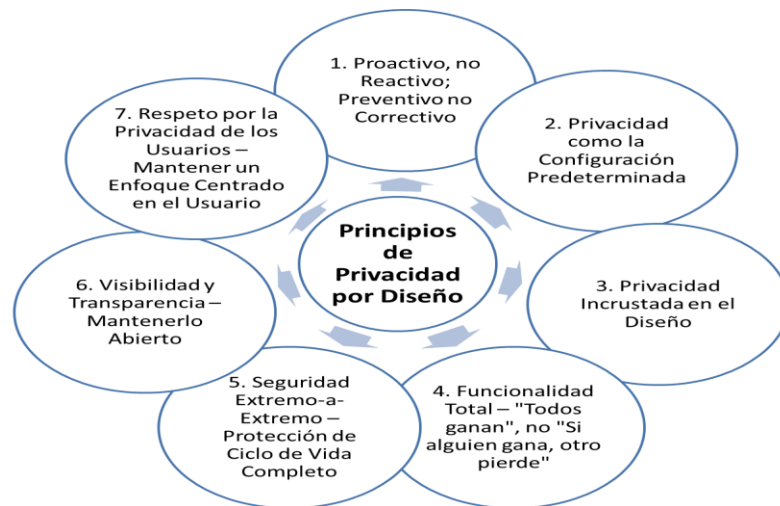 1. Proactivo, no
Reactivo;
Preventivo no
Correctivo
2. Privacidad
como la
Configuración
Predeterminada
3. Privacidad
Incrustada en el
Diseño
4. Funcionalidad
Total – "Todos
ganan", no "Si
alguien gana, otro
pierde"
5. Seguridad
Extremo-a-
Extremo –
Protección de
Ciclo de Vida
Completo
6. Visibilidad y
Transparencia –
Mantenerlo
Abierto
7. Respeto por la
Privacidad de los
Usuarios –
Mantener un
Enfoque Centrado
en el Usuario
Principios
de
Privacidad
por Diseño